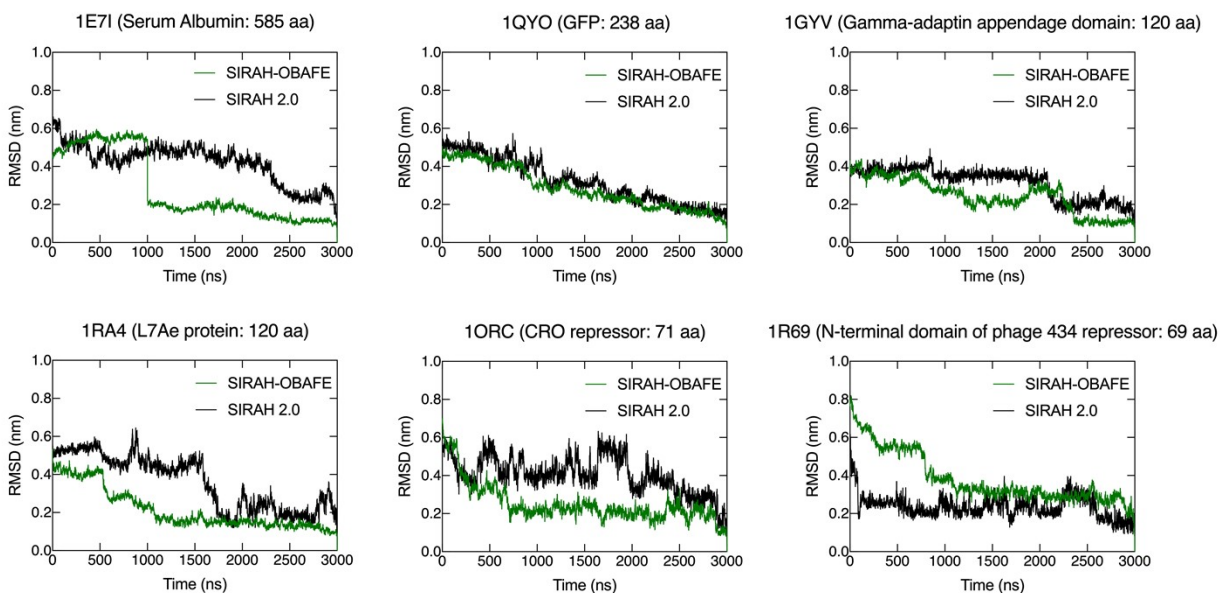 1E7I (Serum Albumin: 585 aa)
1.0
0.8
0.6
0.4
0.2
0.0
RMSD (nm)
SIRAH-OBAFE
SIRAH 2.0
0 500 1000 1500 2000 2500 3000
Time (ns)
1QYO (GFP: 238 aa)
1.0
0.8
0.6
0.4
0.2
0.0
RMSD (nm)
SIRAH-OBAFE
SIRAH 2.0
0 500 1000 1500 2000 2500 3000
Time (ns)
1GYV (Gamma-adaptin appendage domain: 120 aa)
1.0
0.8
0.6
0.4
0.2
0.0
RMSD (nm)
SIRAH-OBAFE
SIRAH 2.0
0 500 1000 1500 2000 2500 3000
Time (ns)
1RA4 (L7Ae protein: 120 aa)
1.0
0.8
0.6
0.4
0.2
0.0
RMSD (nm)
SIRAH-OBAFE
SIRAH 2.0
0 500 1000 1500 2000 2500 3000
Time (ns)
1ORC (CRO repressor: 71 aa)
1.0
0.8
0.6
0.4
0.2
0.0
RMSD (nm)
SIRAH-OBAFE
SIRAH 2.0
0 500 1000 1500 2000 2500 3000
Time (ns)
1R69 (N-terminal domain of phage 434 repressor: 69 aa)
1.0
0.8
0.6
0.4
0.2
0.0
RMSD (nm)
SIRAH-OBAFE
SIRAH 2.0
0 500 1000 1500 2000 2500 3000
Time (ns)